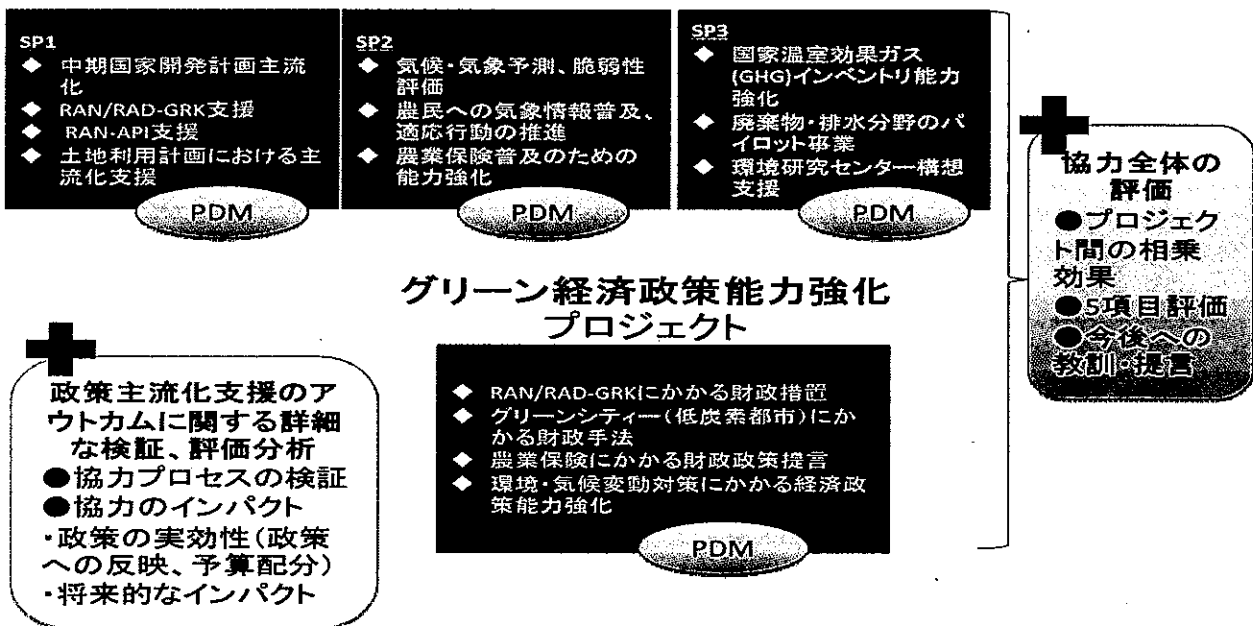 SP1
◆ 中期国家開発計画主流
化
◆ RAN/RAD-GRK支援
◆ RAN-API支援
◆ 土地利用計画における主
流化支援
PDM
SP2
◆ 気候・気象予測、脆弱性
評価
◆ 農民への気象情報普及、
適応行動の推進
◆ 農業保険普及のための
能力強化
PDM
SP3
◆ 国家温室効果ガス
(GHG)インベントリ能力
強化
◆ 廃棄物・排水分野のパ
イロット事業
◆ 環境研究センター構想
支援
PDM
協力全体の
評価
●プロジェク
ト間の相乗
効果
●5項目評価
●今後への
教訓・提言
グリーン経済政策能力強化
プロジェクト
◆ RAN/RAD-GRKにかかる財政措置
◆ グリーンシティー(低炭素都市)にか
かる財政手法
◆ 農業保険にかかる財政政策提言
◆ 環境・気候変動対策にかかる経済政
策能力強化
PDM
政策主流化支援のア
ウトカムに関する詳細
な検証、評価分析
●協力プロセスの検証
●協力のインパクト
・政策の実効性(政策
への反映、予算配分)
・将来的なインパクト